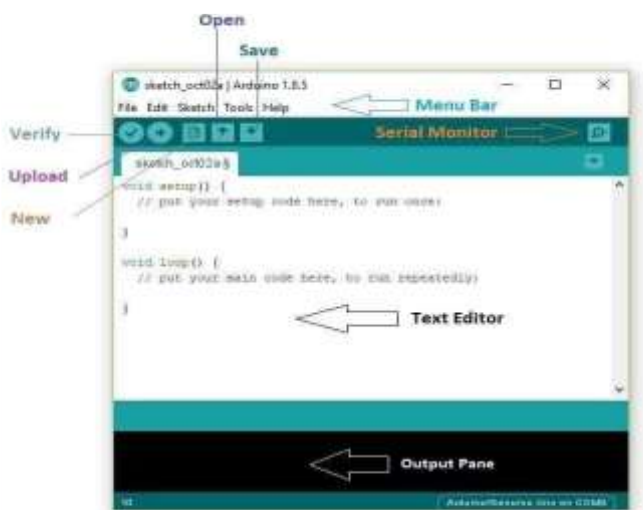 Open
Save
sketch_oct02a | Arduino 1.8.5
File Edit Sketch Tools Help
Menu Bar
Verify
Serial Monitor
Upload
sketch_oct02a §
New
void setup() {
// put your setup code here, to run once:
}
void loop() {
// put your main code here, to run repeatedly:
}
Text Editor
Output Pane
on COM